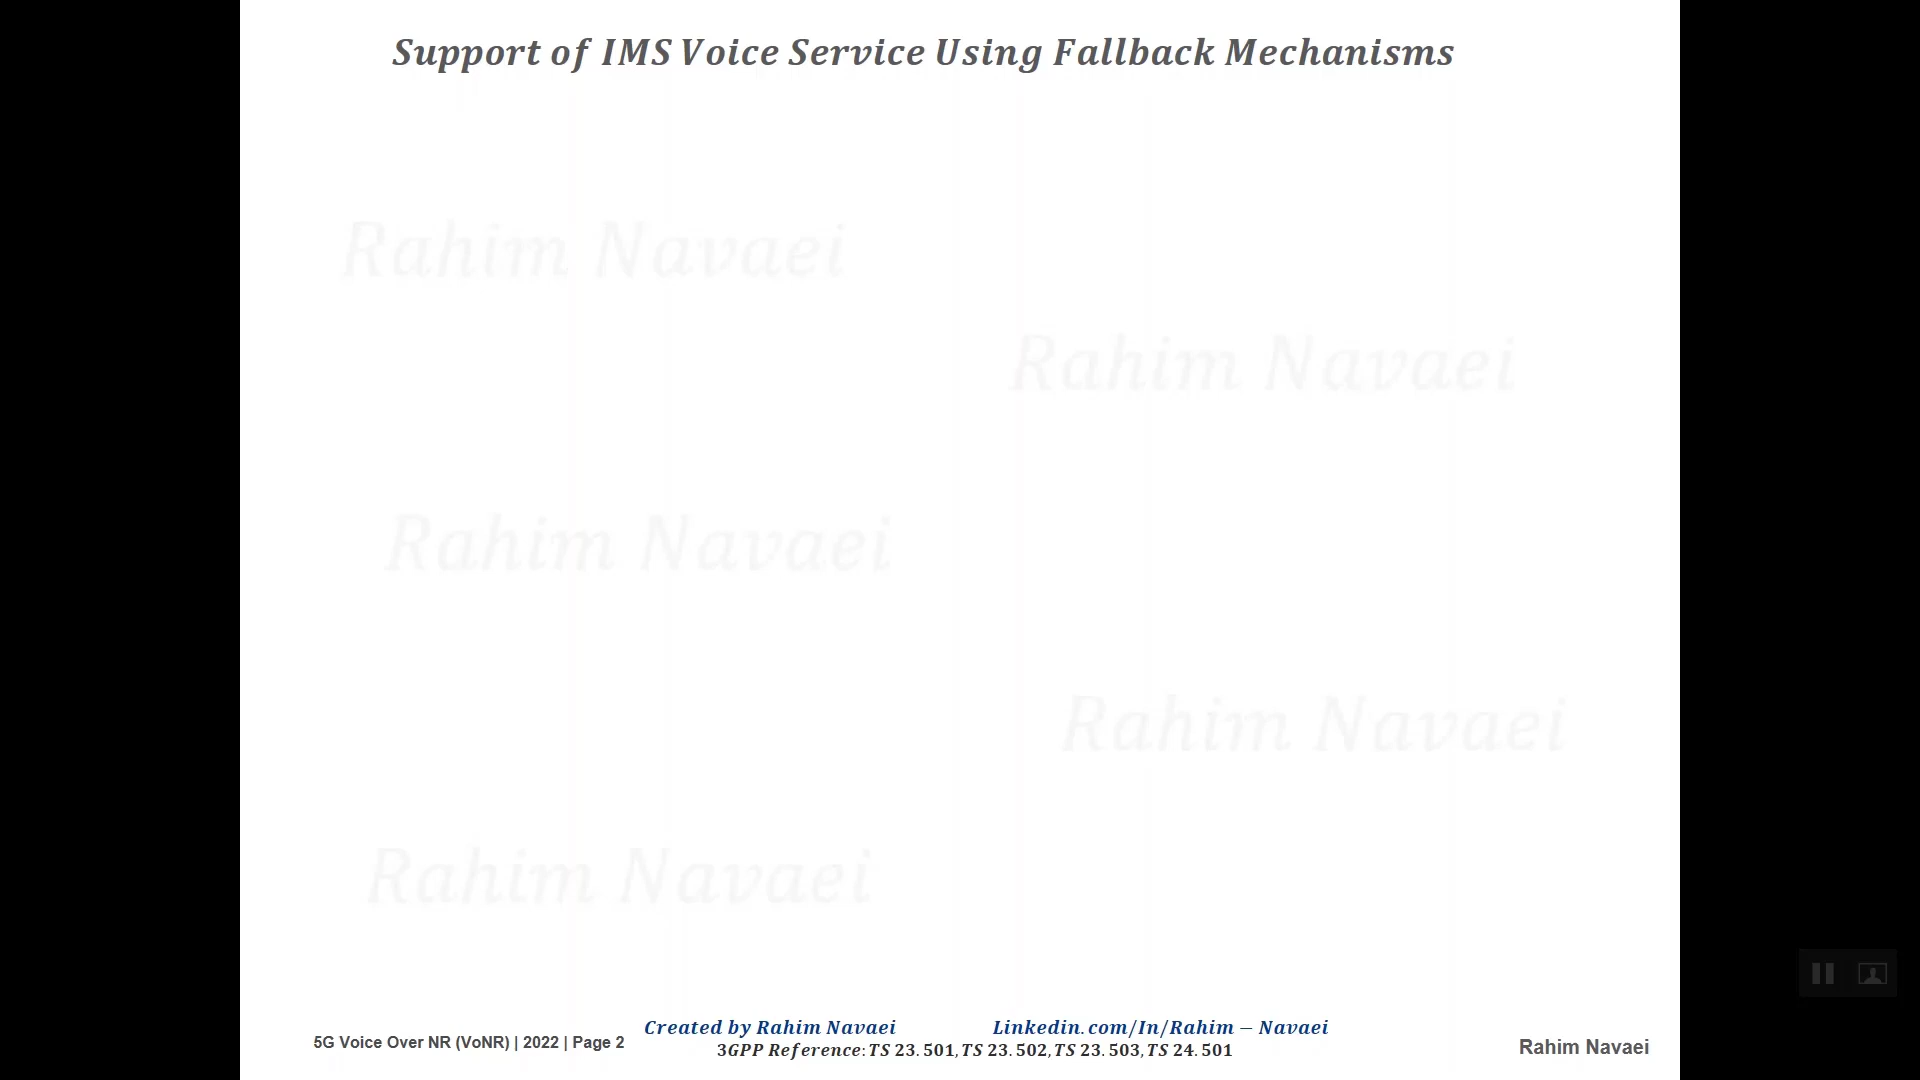 Support of IMS Voice Service Using Fallback Mechanisms
Rahim Navaei
Rahim Navaei
Rahim Navaei
Rahim Navaei
Rahim Navaei
5G Voice Over NR (VoNR) | 2022 | Page 2
Created by Rahim Navaei
Linkedin.com/In/Rahim – Navaei
3GPP Reference: TS 23.501, TS 23.502, TS 23.503, TS 24.501
Rahim Navaei